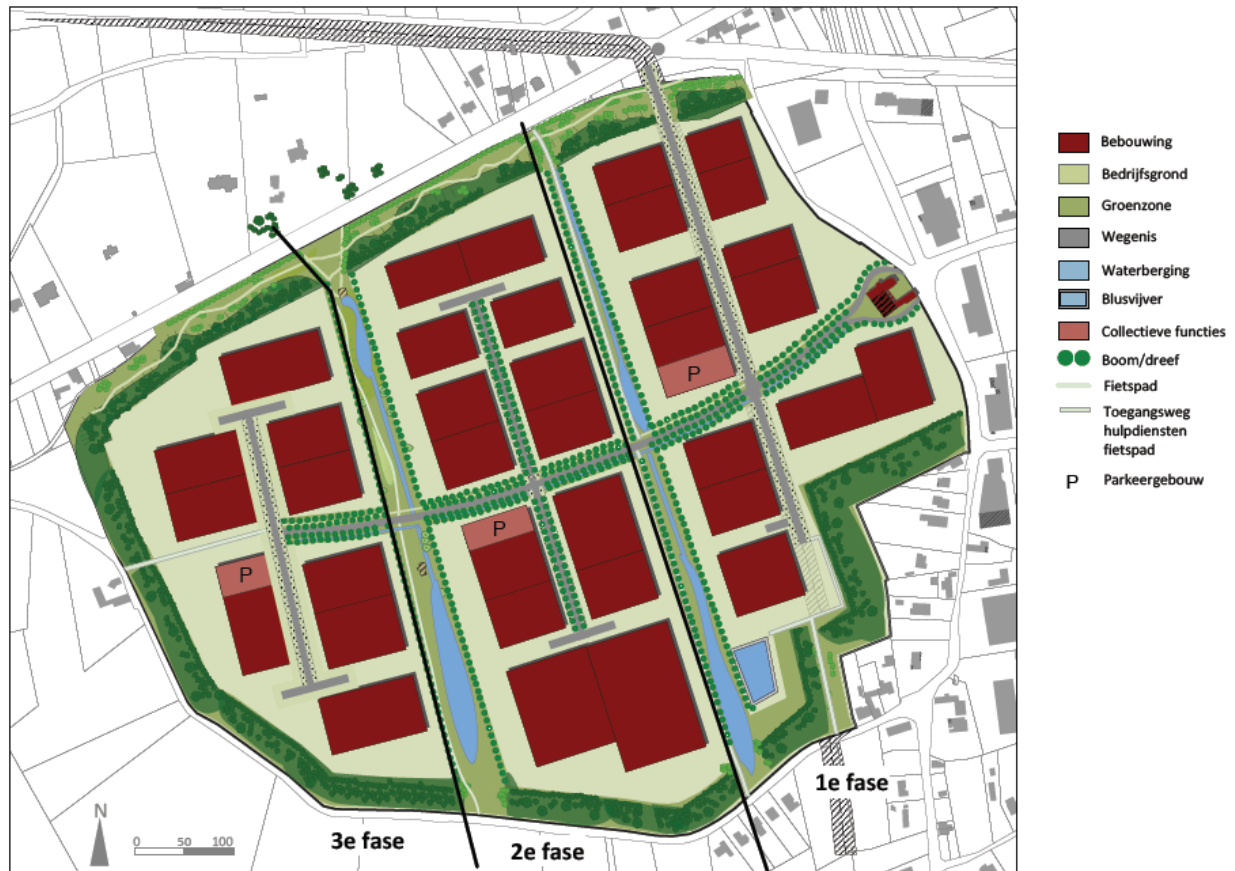 P
P
P
1e fase
2e fase
3e fase
N
0 50 100
Bebouwing
Bedrijfsgrond
Groenzone
Wegenis
Waterberging
Blusvijver
Collectieve functies
Boom/dreef
Fietspad
Toegangsweg
hulpdiensten
fietspad
P Parkeergebouw